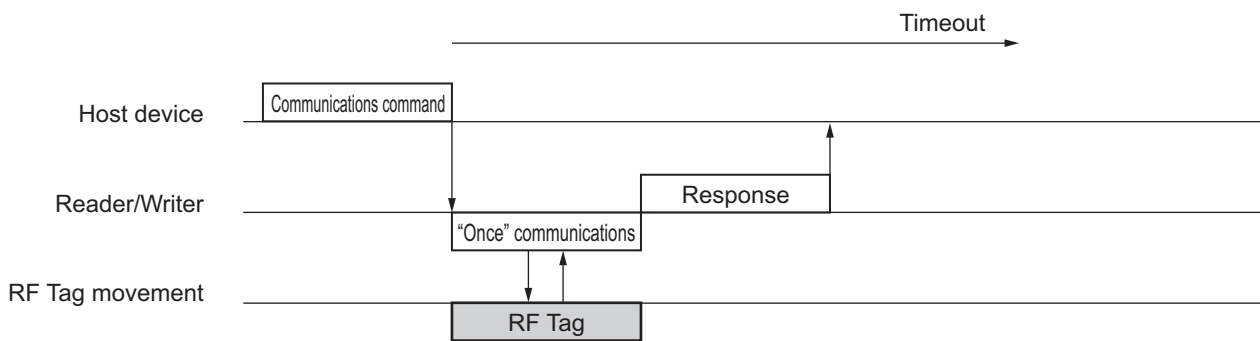 Timeout
Host device
Communications command
Reader/Writer
Response
“Once” communications
RF Tag movement
RF Tag